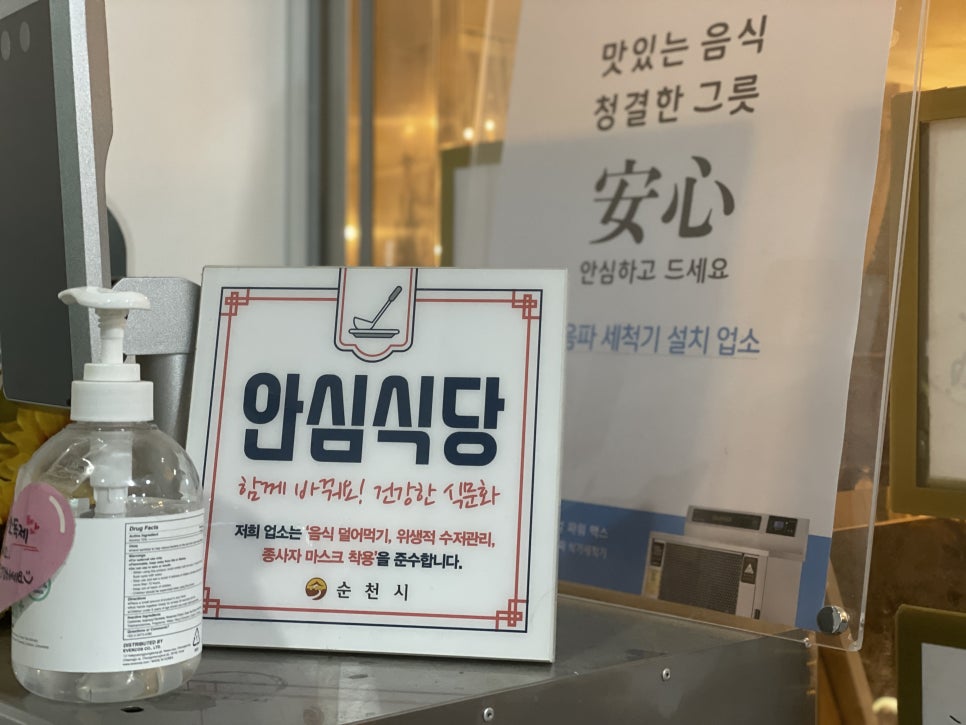 맛있는 음식
청결한 그릇
安心
안심하고 드세요
음파 세척기 설치 업소
안심식당
함께 바꿔요! 건강한 식문화
저희 업소는 '음식 덜어먹기, 위생적 수저관리,
종사자 마스크 착용'을 준수합니다.
순천시
Drug Facts
Warnings
Directions
DISTRIBUTED BY